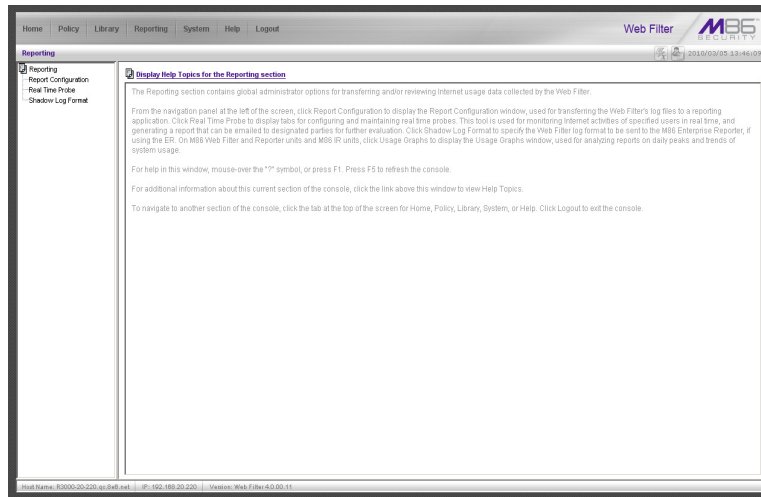 Home Policy Library Reporting System Help Logout
Web Filter M86 SECURITY
Reporting
2010/03/05 13:46:09
Reporting
Report Configuration
Real Time Probe
Shadow Log Format
Display Help Topics for the Reporting section
The Reporting section contains global administrator options for transferring and/or reviewing Internet usage data collected by the Web Filter.
From the navigation panel at the left of the screen, click Report Configuration to display the Report Configuration window, used for transferring the Web Filter's log files to a reporting
application. Click Real Time Probe to display tabs for configuring and maintaining real time probes. This tool is used for monitoring Internet activities of specified users in real time, and
generating a report that can be emailed to designated parties for further evaluation. Click Shadow Log Format to specify the Web Filter log format to be sent to the M86 Enterprise Reporter, if
using the ER. On M86 Web Filter and Reporter units and M86 IR units, click Usage Graphs to display the Usage Graphs window, used for analyzing reports on daily peaks and trends of
system usage.
For help in this window, mouse-over the "?" symbol, or press F1. Press F5 to refresh the console.
For additional information about this current section of the console, click the link above this window to view Help Topics.
To navigate to another section of the console, click the tab at the top of the screen for Home, Policy, Library, System, or Help. Click Logout to exit the console.
Host Name: R3000-20-220.qc.8e6.net IP: 192.168.20.220 Version: Web Filter 4.0.00.11